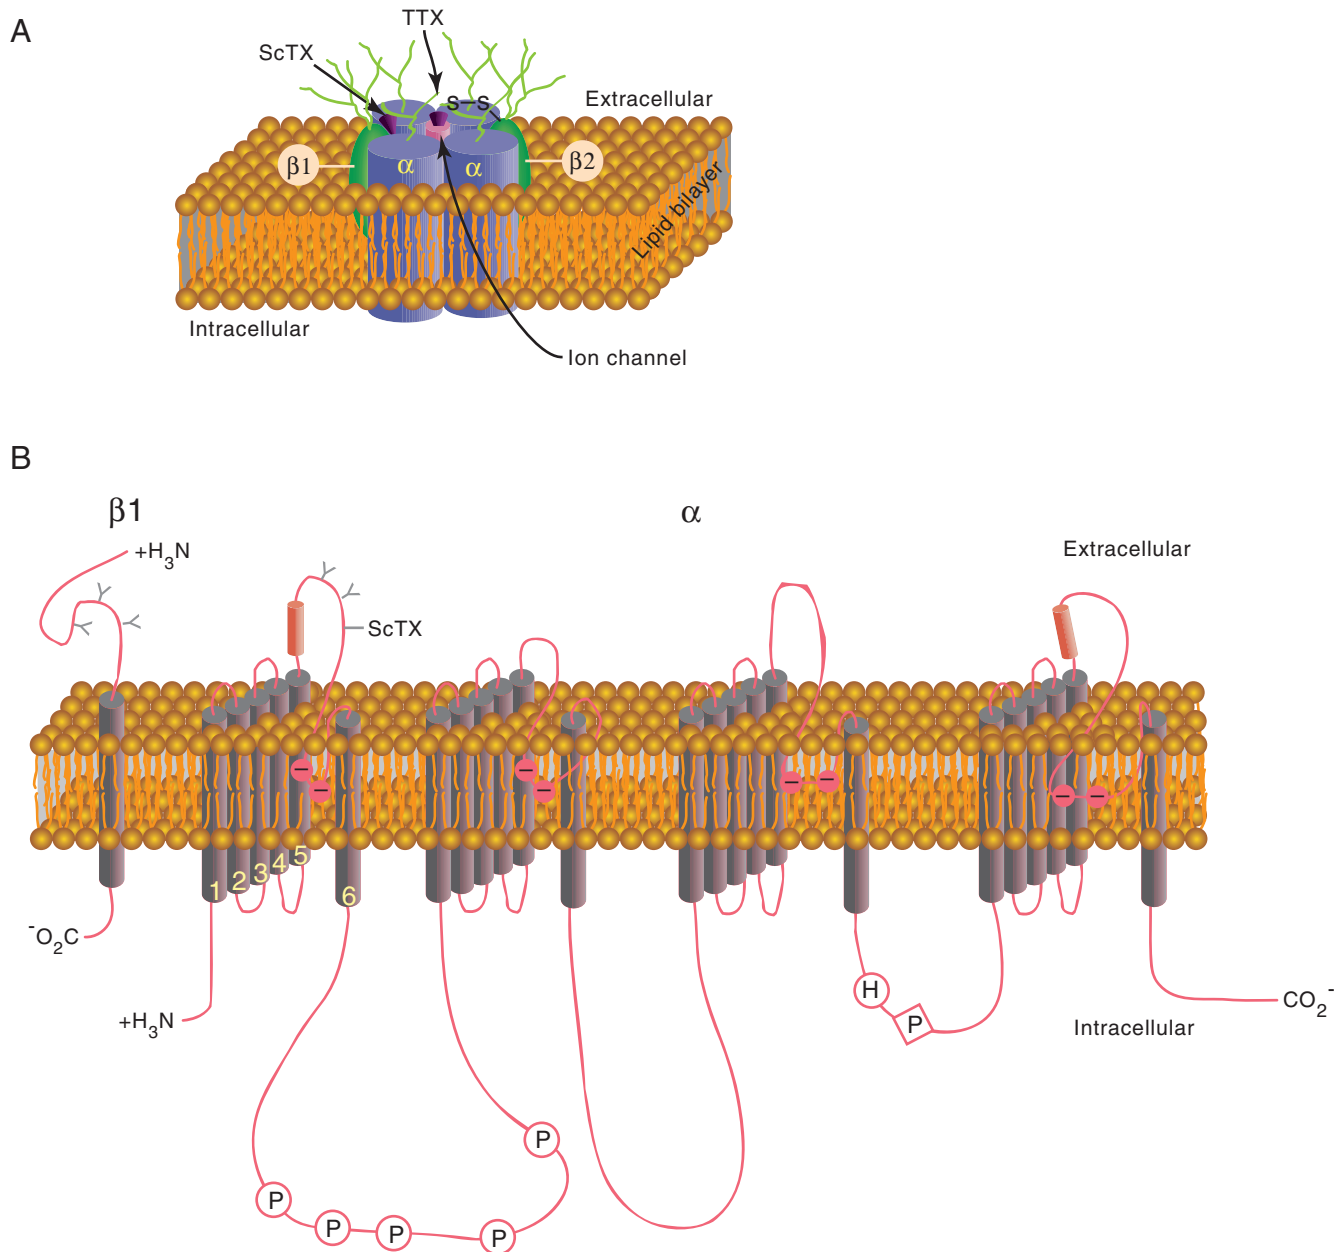 A
TTX
ScTX
S–S
Extracellular
β1
α
α
β2
Lipid bilayer
Intracellular
Ion channel
B
β1
α
+H₃N
Extracellular
ScTX
–
–
–
–
–
–
–
–
1
2
3
4
5
6
⁻O₂C
+H₃N
H
P
CO₂⁻
Intracellular
P
P
P
P
P